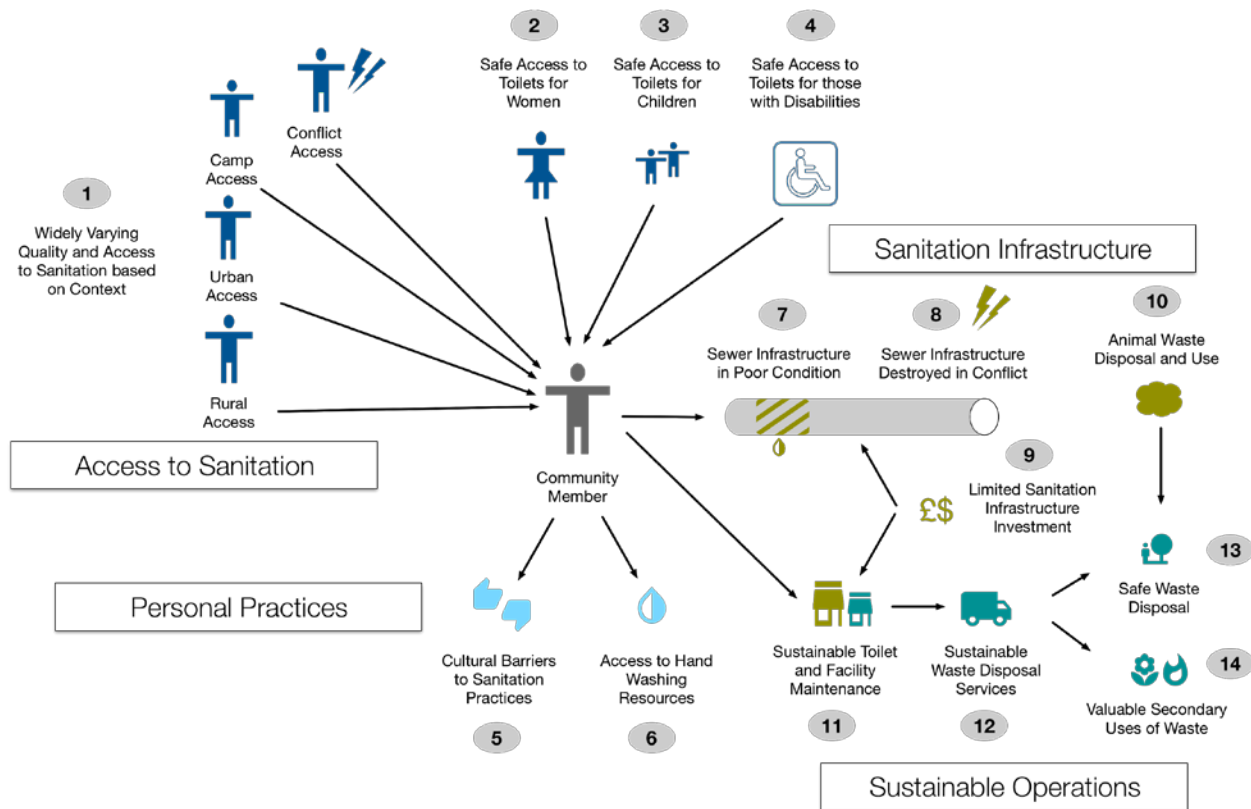 2
3
4
Safe Access to
Toilets for
Women
Safe Access to
Toilets for
Children
Safe Access to
Toilets for those
with Disabilities
Conflict
Access
Camp
Access
1
Widely Varying
Quality and Access
to Sanitation based
on Context
Urban
Access
Rural
Access
Access to Sanitation
Sanitation Infrastructure
7
8
10
Sewer Infrastructure
in Poor Condition
Sewer Infrastructure
Destroyed in Conflict
Animal Waste
Disposal and Use
9
Limited Sanitation
Infrastructure
Investment
£$
Community
Member
Personal Practices
Cultural Barriers
to Sanitation
Practices
5
Access to Hand
Washing
Resources
6
Sustainable Toilet
and Facility
Maintenance
11
Sustainable
Waste Disposal
Services
12
13
Safe Waste
Disposal
14
Valuable Secondary
Uses of Waste
Sustainable Operations